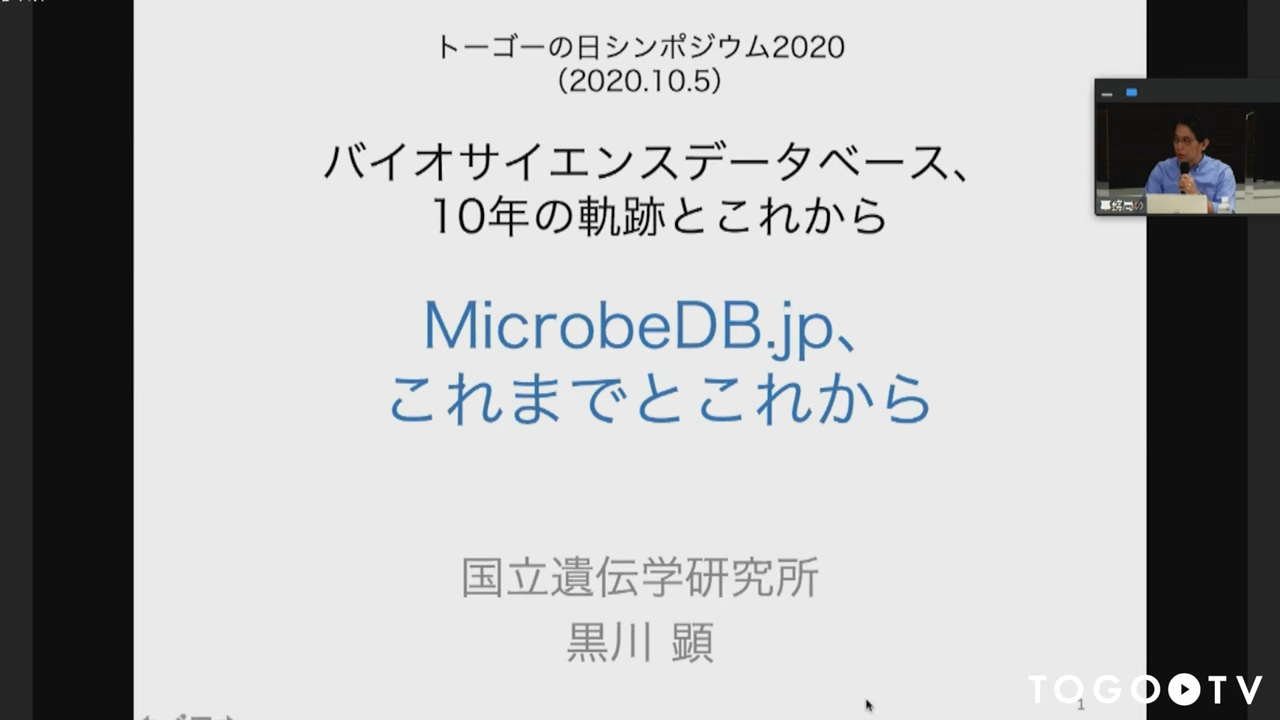 トーゴーの日シンポジウム2020
（2020.10.5）
バイオサイエンスデータベース、
10年の軌跡とこれから
MicrobeDB.jp、
これまでとこれから
国立遺伝学研究所
黒川 顕
1
TOGOTV